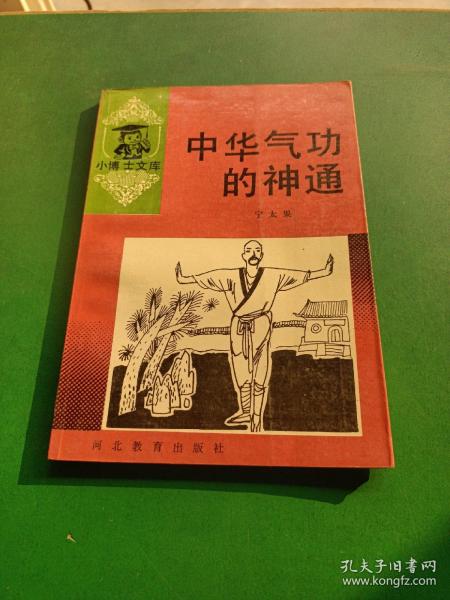 小博士文库
中华气功
的神通
宁太果
河北教育出版社
孔夫子旧书网
www.kongfz.com